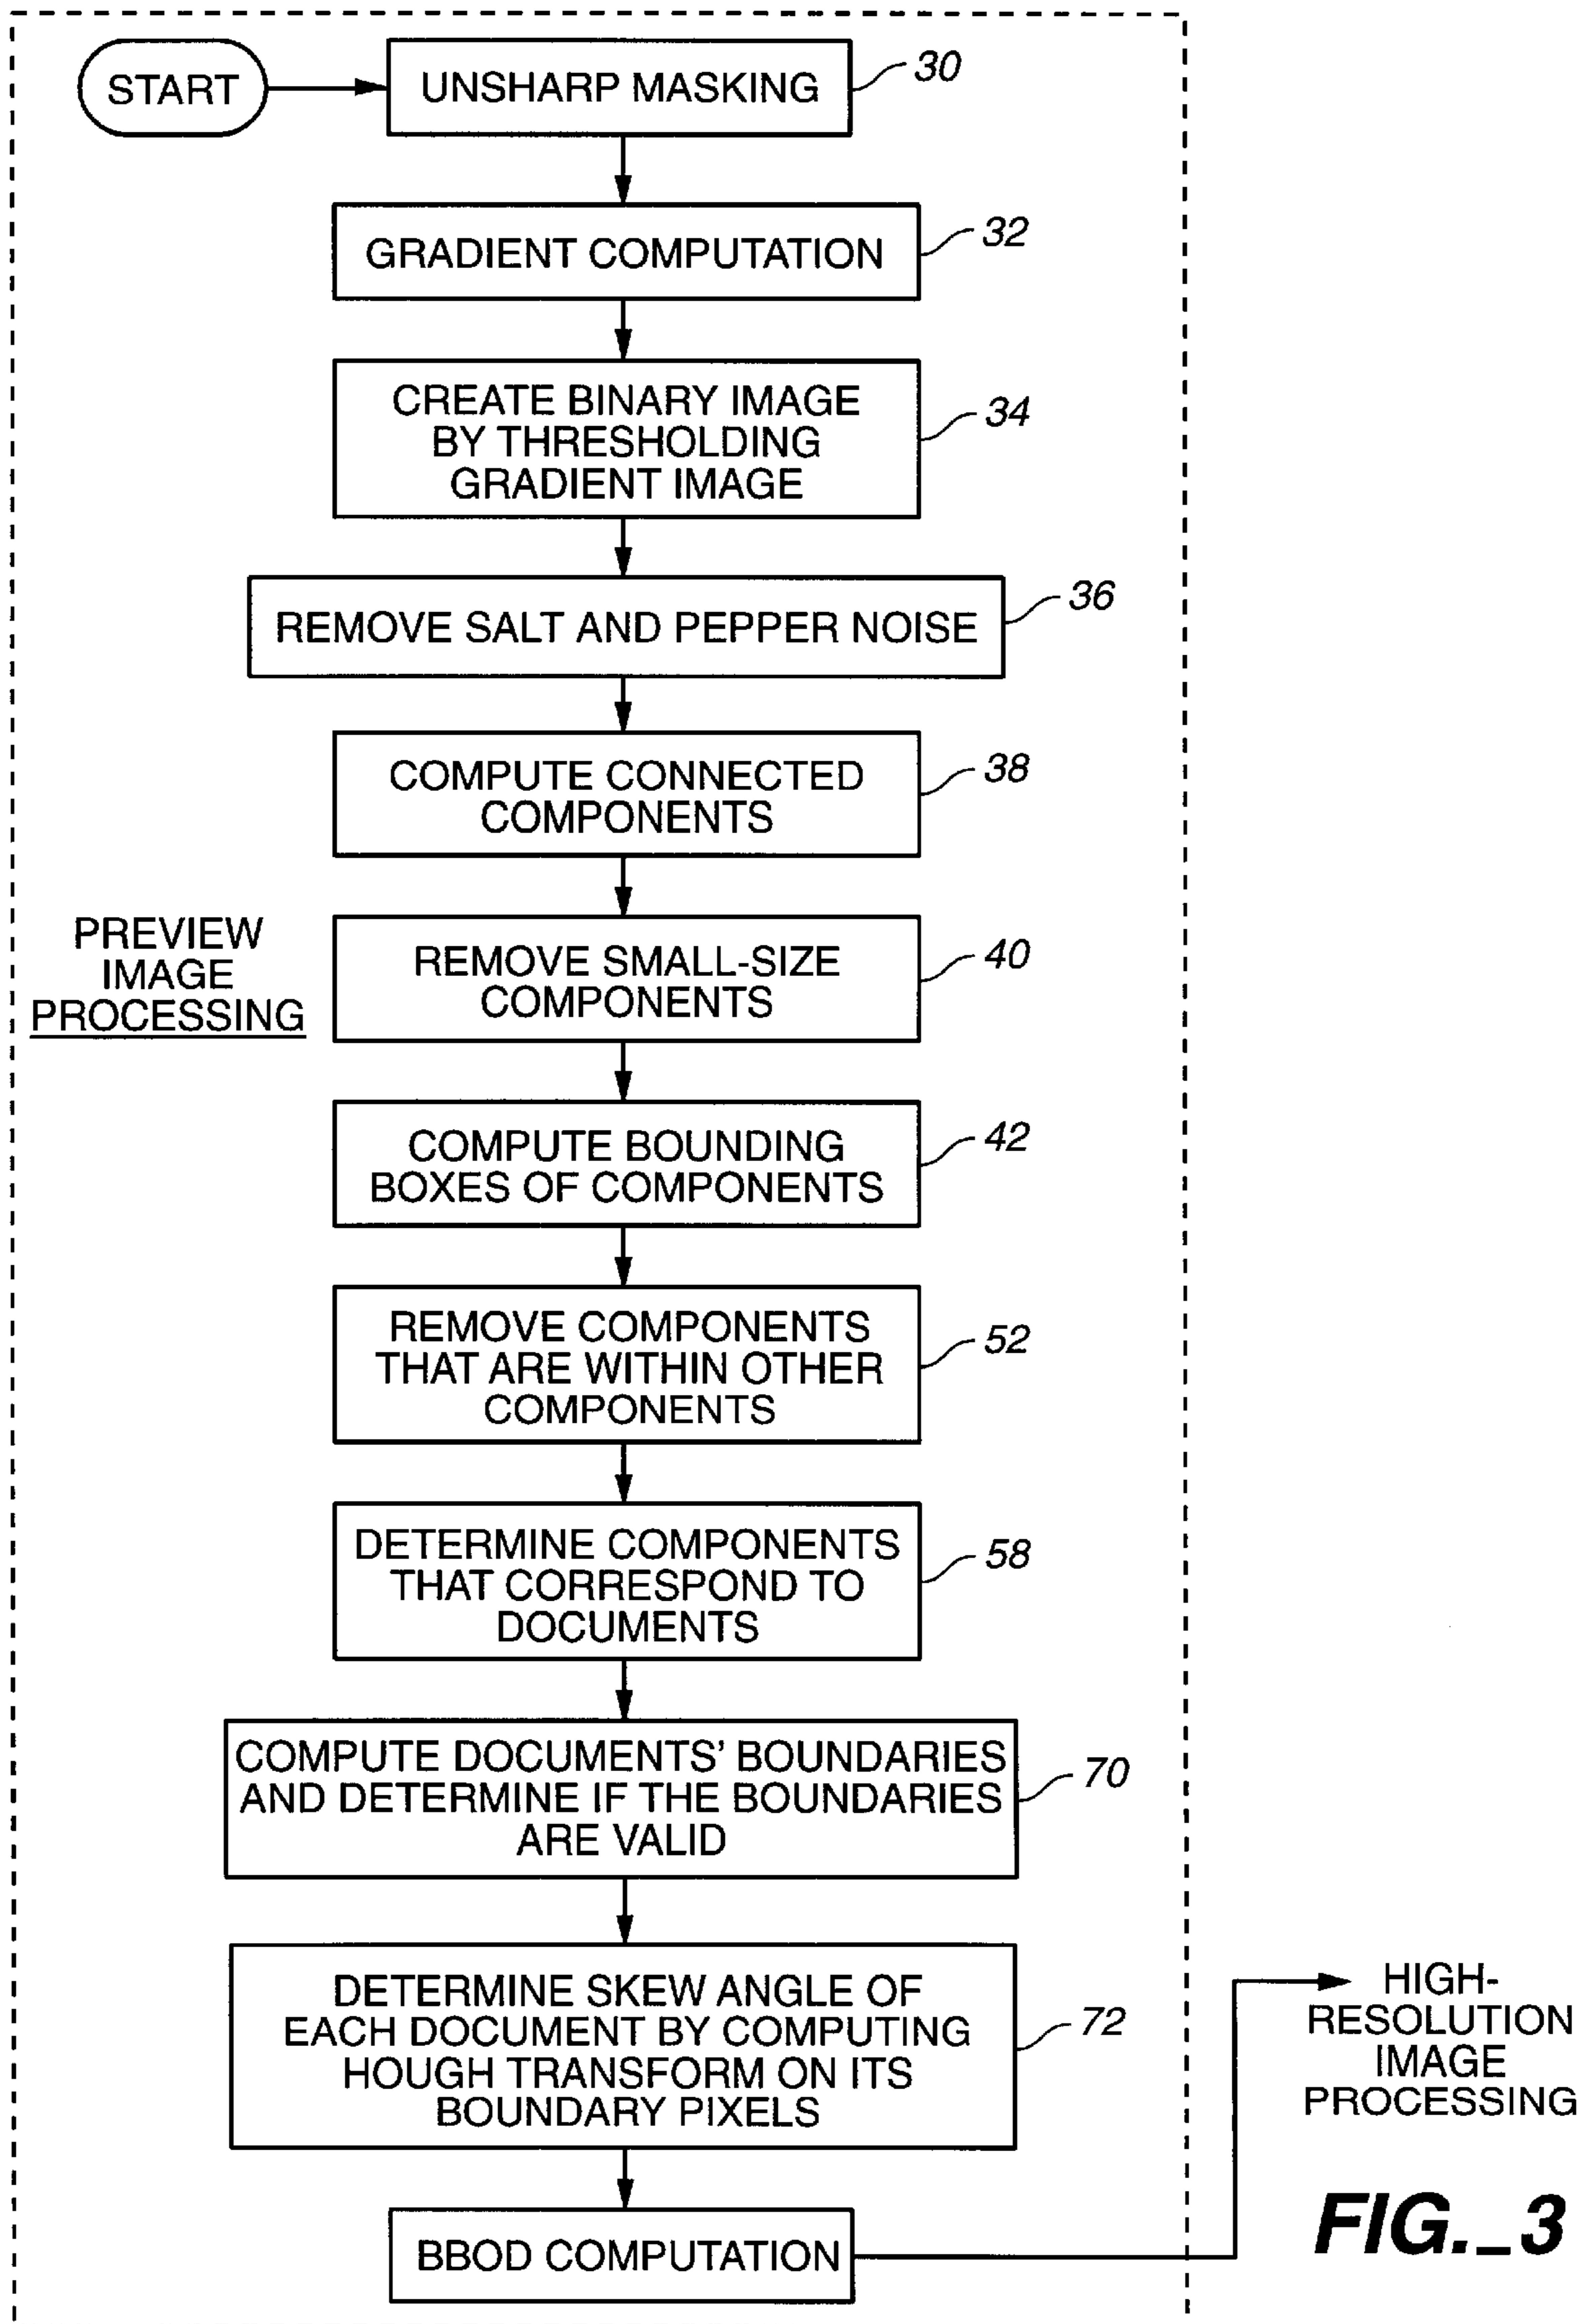 START
UNSHARP MASKING
30
GRADIENT COMPUTATION
32
CREATE BINARY IMAGE
BY THRESHOLDING
GRADIENT IMAGE
34
REMOVE SALT AND PEPPER NOISE
36
COMPUTE CONNECTED
COMPONENTS
38
PREVIEW
IMAGE
PROCESSING
REMOVE SMALL-SIZE
COMPONENTS
40
COMPUTE BOUNDING
BOXES OF COMPONENTS
42
REMOVE COMPONENTS
THAT ARE WITHIN OTHER
COMPONENTS
52
DETERMINE COMPONENTS
THAT CORRESPOND TO
DOCUMENTS
58
COMPUTE DOCUMENTS' BOUNDARIES
AND DETERMINE IF THE BOUNDARIES
ARE VALID
70
DETERMINE SKEW ANGLE OF
EACH DOCUMENT BY COMPUTING
HOUGH TRANSFORM ON ITS
BOUNDARY PIXELS
72
HIGH-
RESOLUTION
IMAGE
PROCESSING
BBOD COMPUTATION
FIG._3